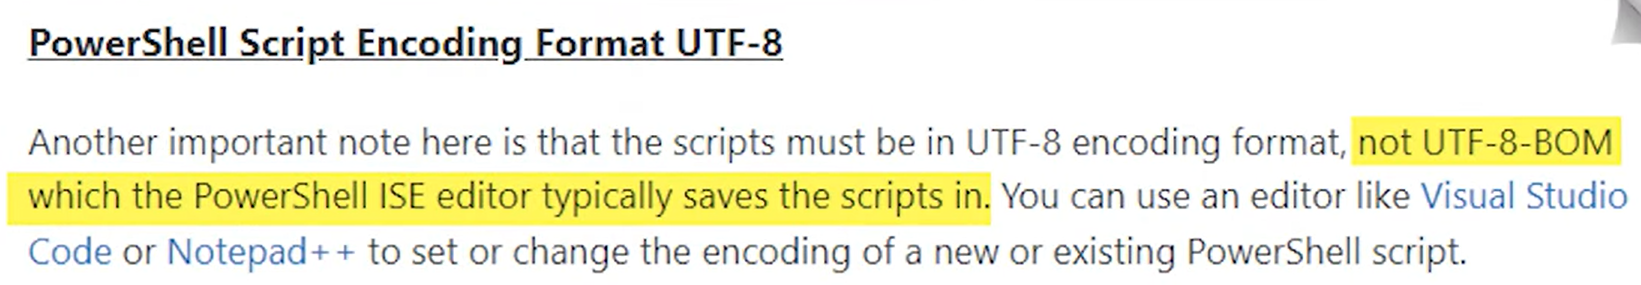 PowerShell Script Encoding Format UTF-8
Another important note here is that the scripts must be in UTF-8 encoding format, not UTF-8-BOM
which the PowerShell ISE editor typically saves the scripts in. You can use an editor like Visual Studio
Code or Notepad++ to set or change the encoding of a new or existing PowerShell script.